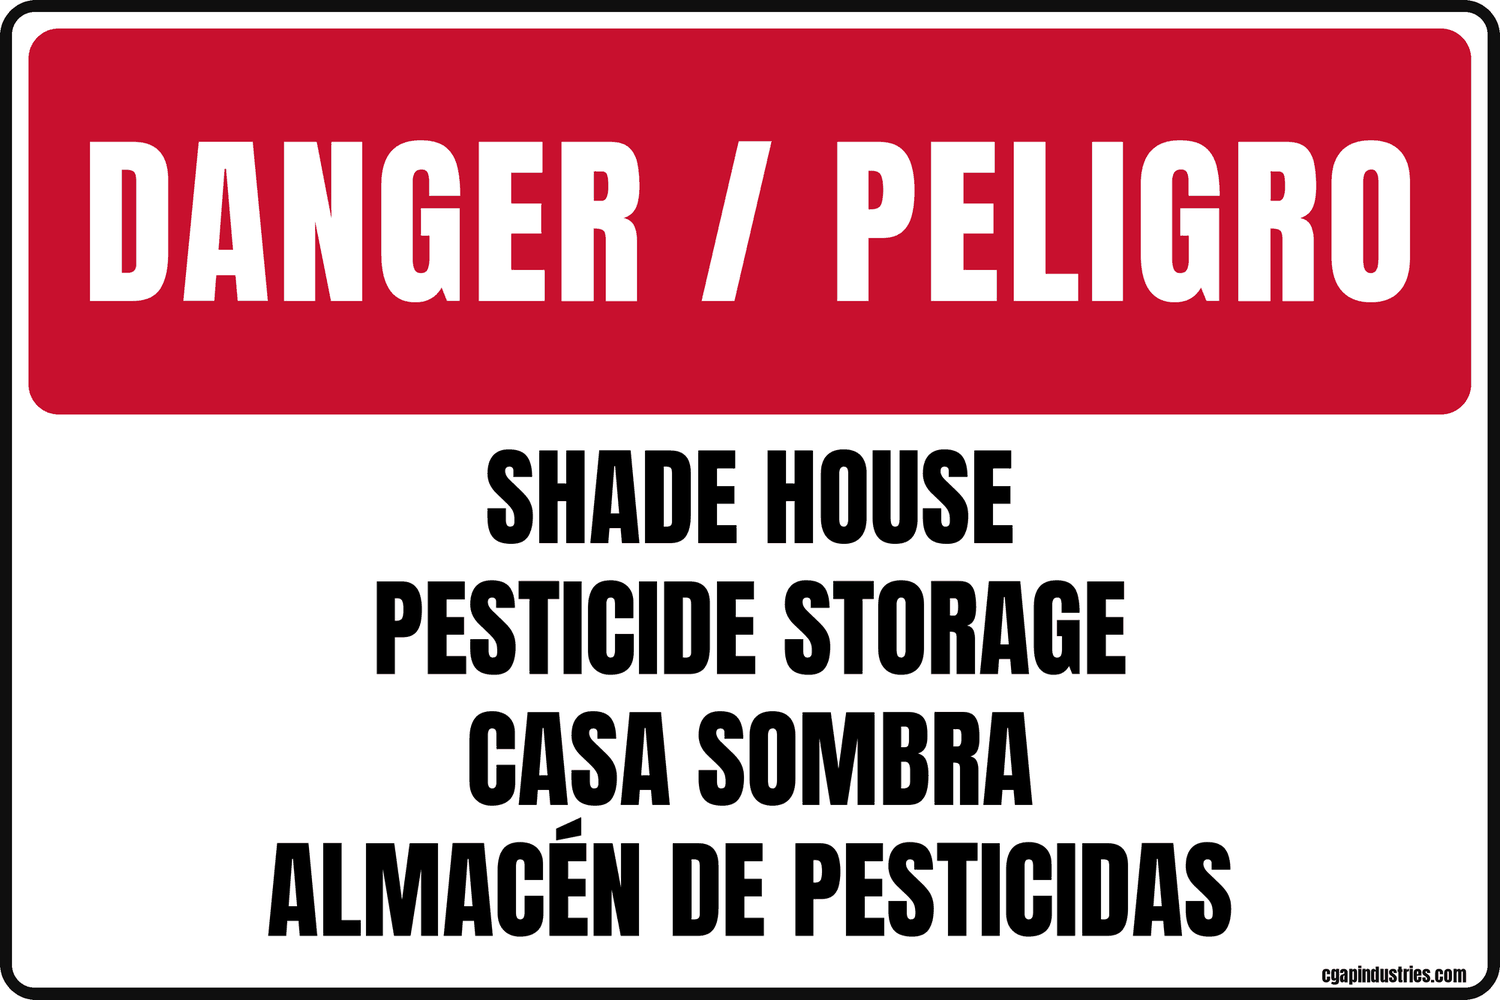 DANGER / PELIGRO
SHADE HOUSE
PESTICIDE STORAGE
CASA SOMBRA
ALMACÉN DE PESTICIDAS
cgapindustries.com